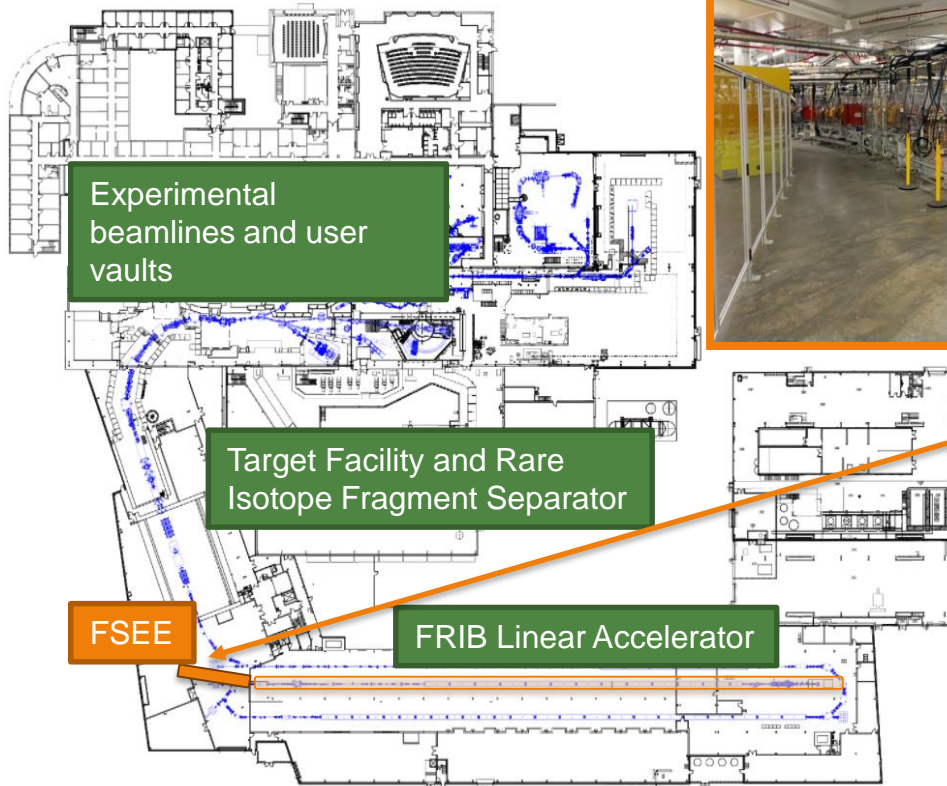 Experimental
beamlines and user
vaults
Target Facility and Rare
Isotope Fragment Separator
FSEE
FRIB Linear Accelerator